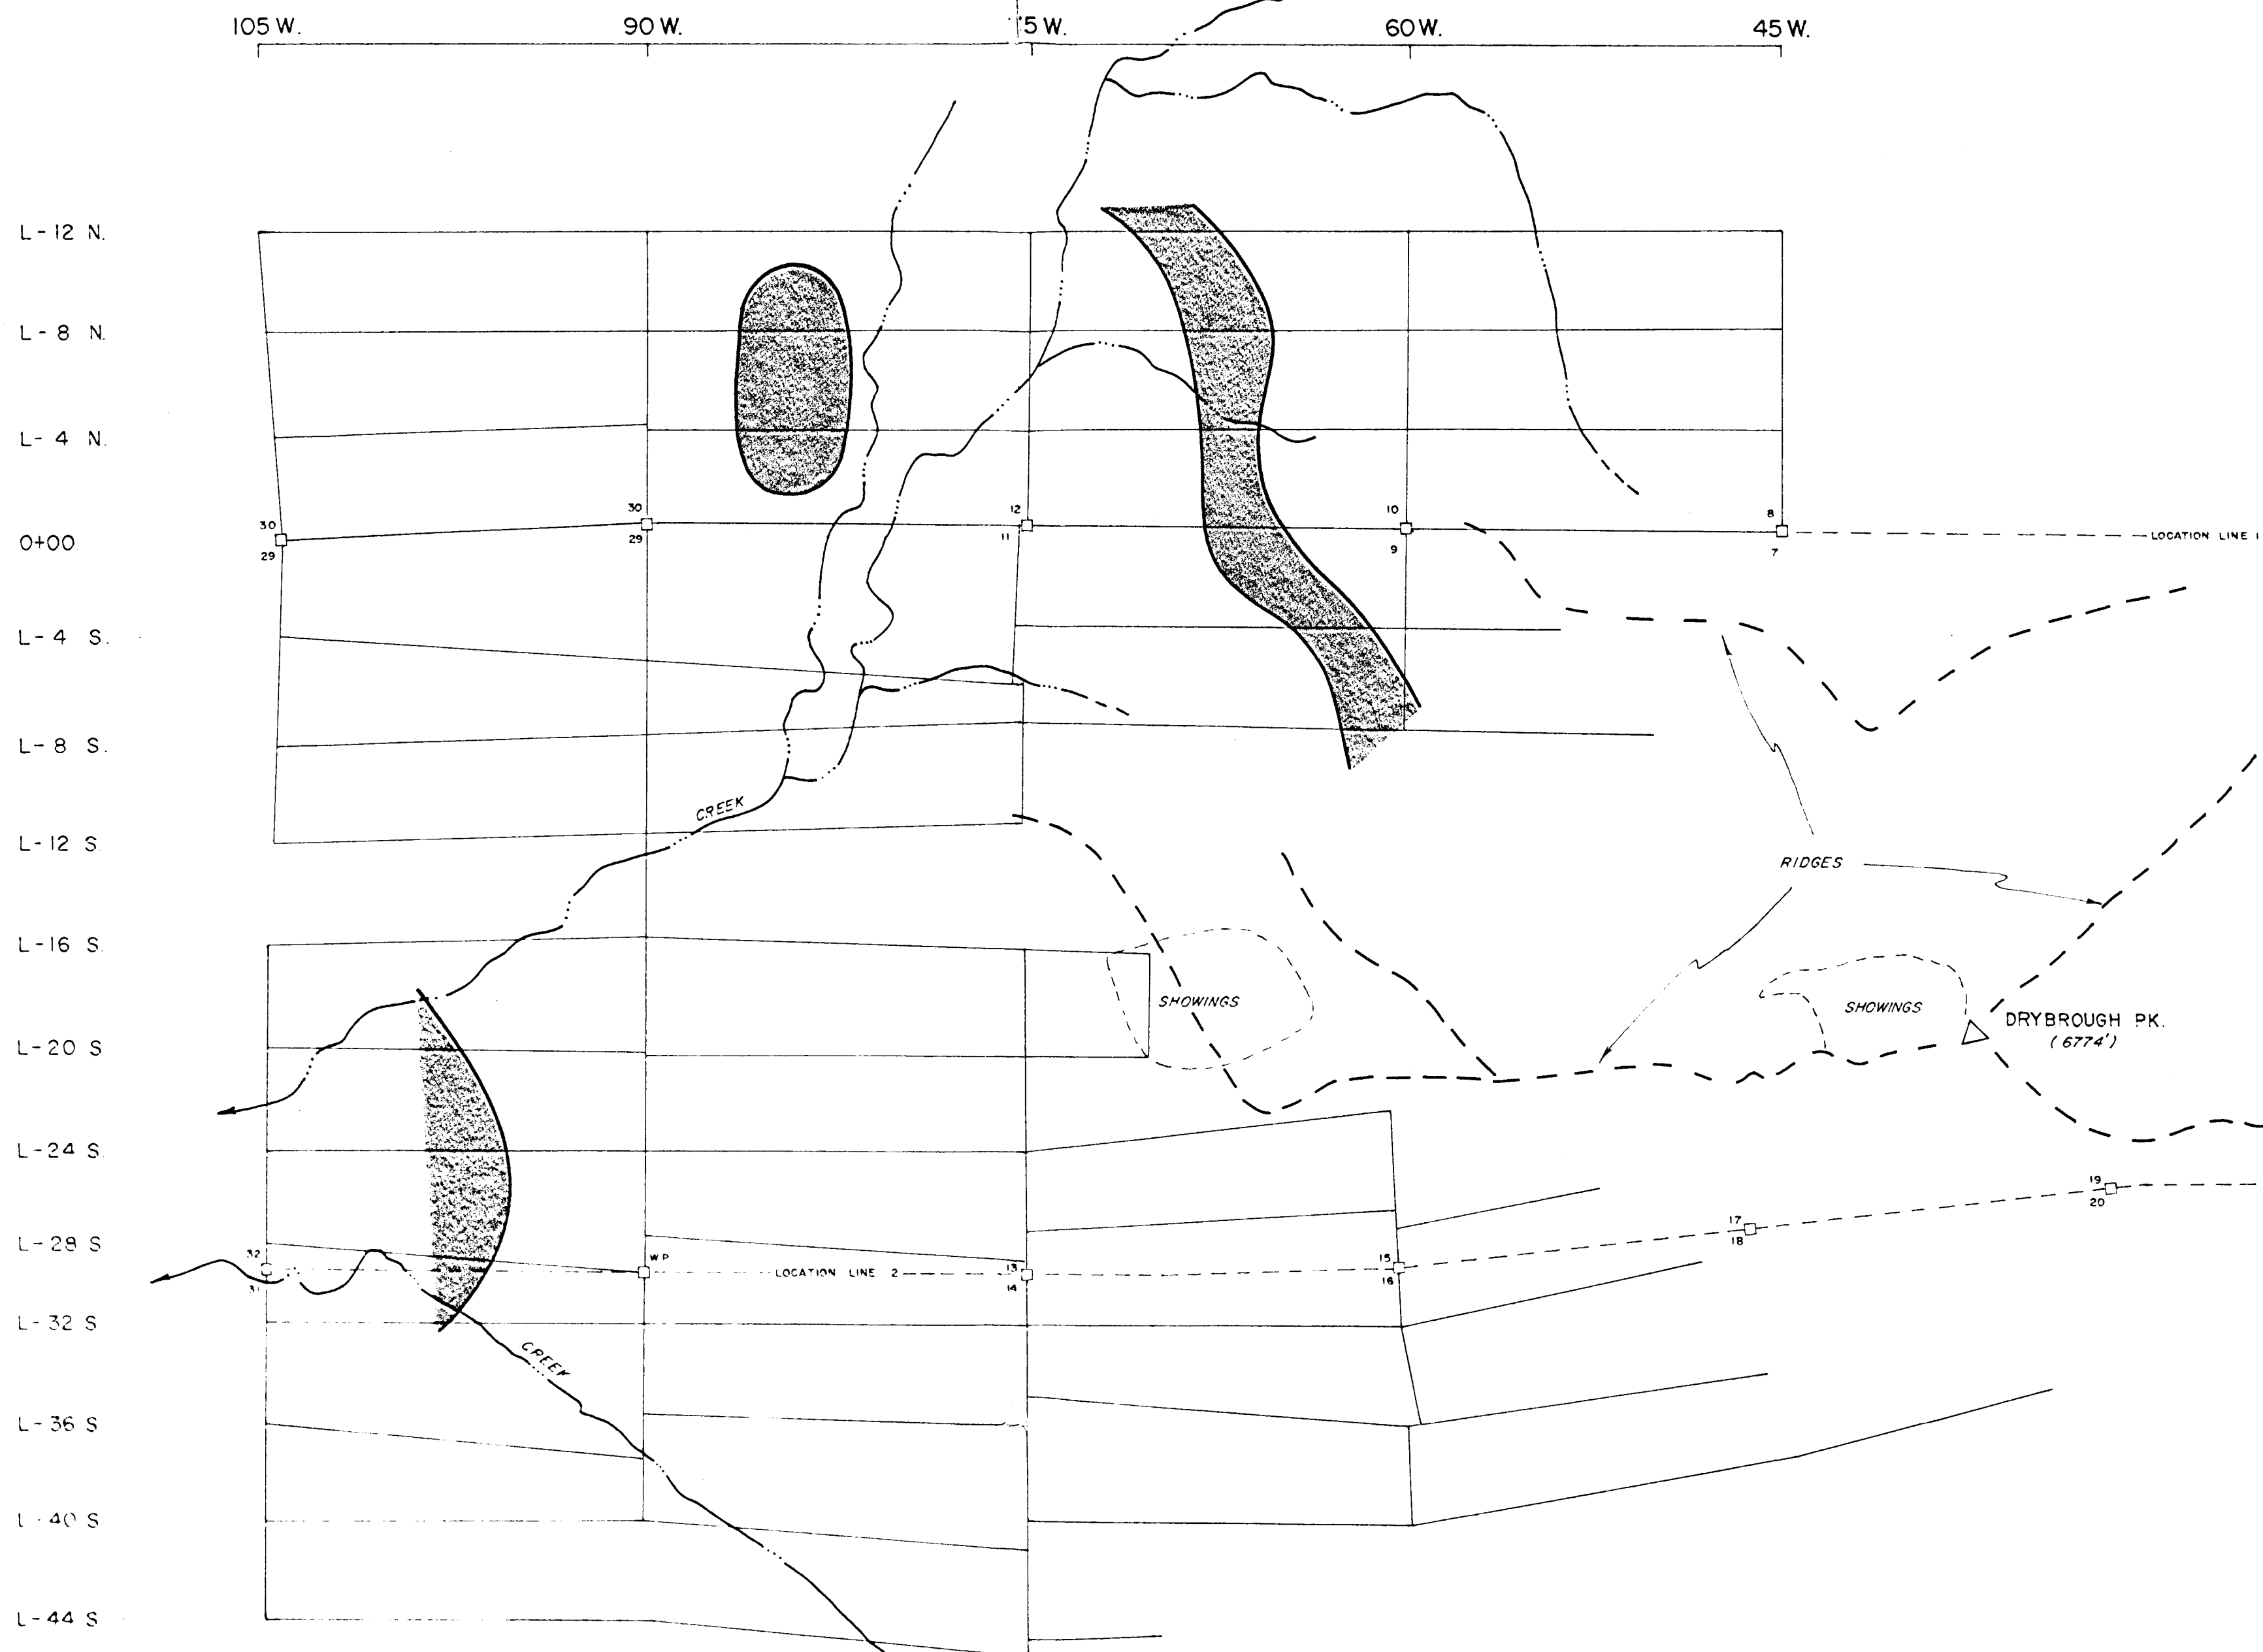 105 W.
90 W.
5 W.
60 W.
45 W.
L-12 N.
L-8 N.
L-4 N.
30
30
12
10
8
0+00
29
29
11
9
7
LOCATION LINE 1
L-4 S.
L-8 S.
CREEK
L-12 S.
RIDGES
L-16 S.
SHOWINGS
SHOWINGS
DRYBROUGH PK.
(6774')
L-20 S
L-24 S
19
20
17
18
L-28 S
32
W P
15
LOCATION LINE 2
13
16
31
14
L-32 S
CREEK
L-36 S
L-40 S
L-44 S